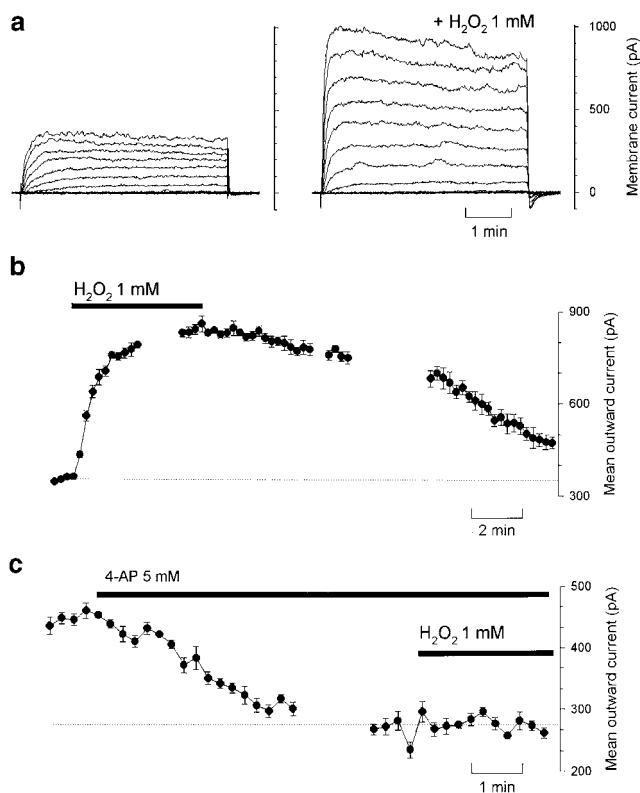 a
+ H₂O₂ 1 mM
1000
500
0
Membrane current (pA)
1 min
b
H₂O₂ 1 mM
900
600
300
Mean outward current (pA)
2 min
c
4-AP 5 mM
H₂O₂ 1 mM
500
400
300
200
Mean outward current (pA)
1 min